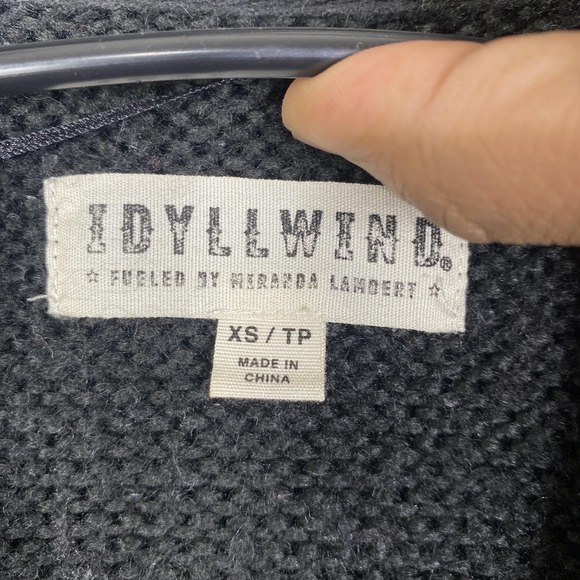 IDYLLWIND®
☆ FUELED BY MIRANDA LAMBERT ☆
XS / TP
MADE IN
CHINA